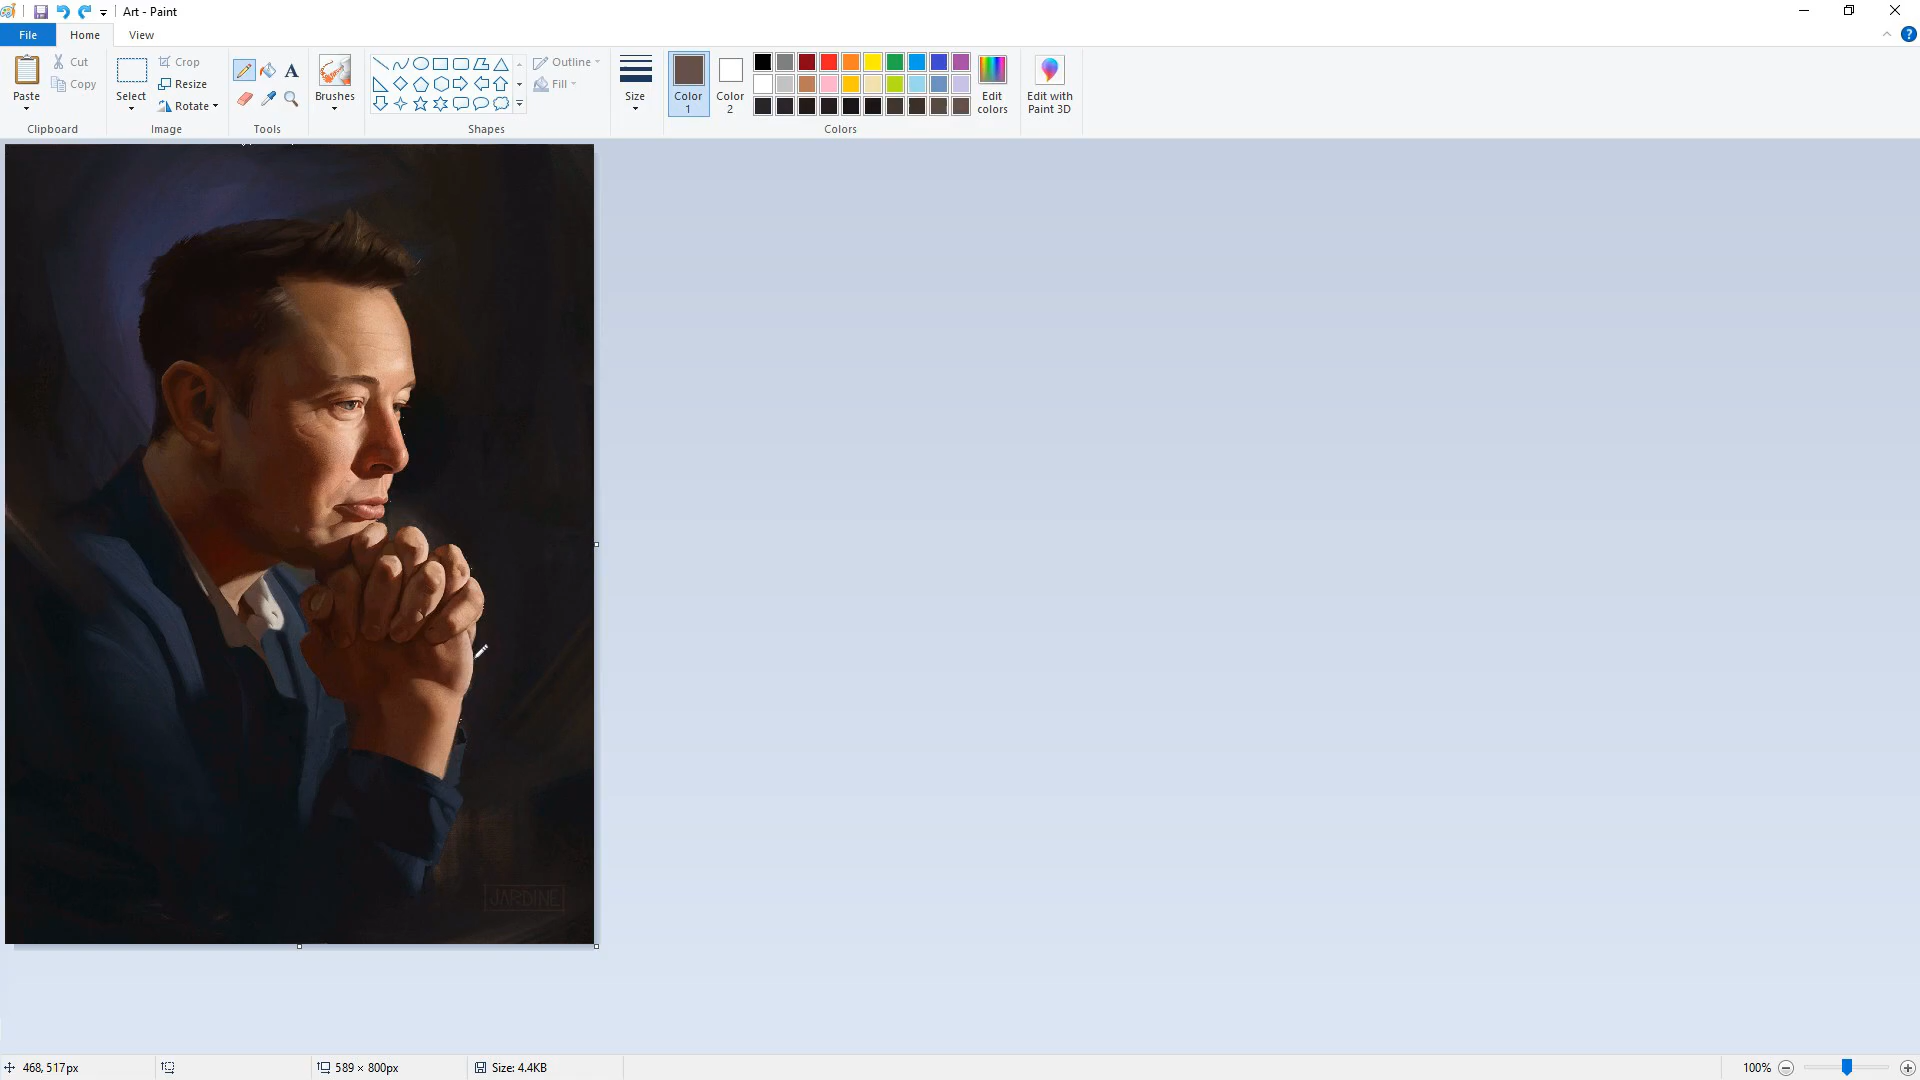 Art - Paint
File Home View
Paste
Cut
Copy
Clipboard
Select
Crop
Resize
Rotate
Image
A
Tools
Brushes
Outline
Fill
Shapes
Size
Color 1
Color 2
Edit colors
Colors
Edit with Paint 3D
?
JARDINE
468, 517px
589 × 800px
Size: 4.4KB
100%